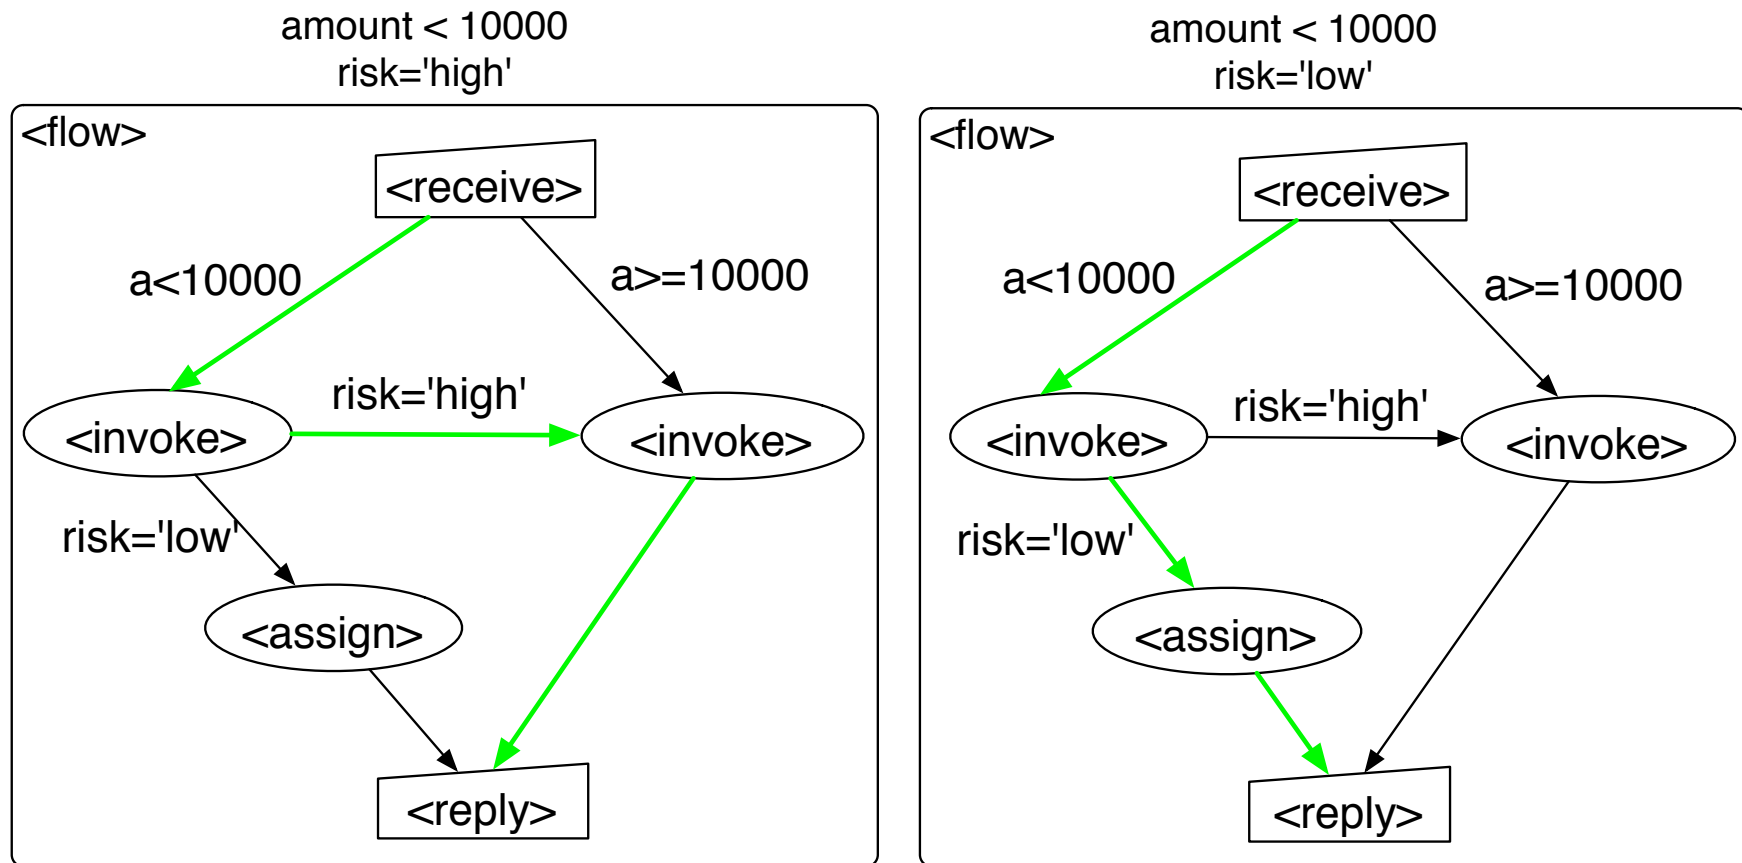 amount < 10000
risk='high'
<flow>
<receive>
a<10000
a>=10000
risk='high'
<invoke>
<invoke>
risk='low'
<assign>
<reply>
amount < 10000
risk='low'
<flow>
<receive>
a<10000
a>=10000
risk='high'
<invoke>
<invoke>
risk='low'
<assign>
<reply>